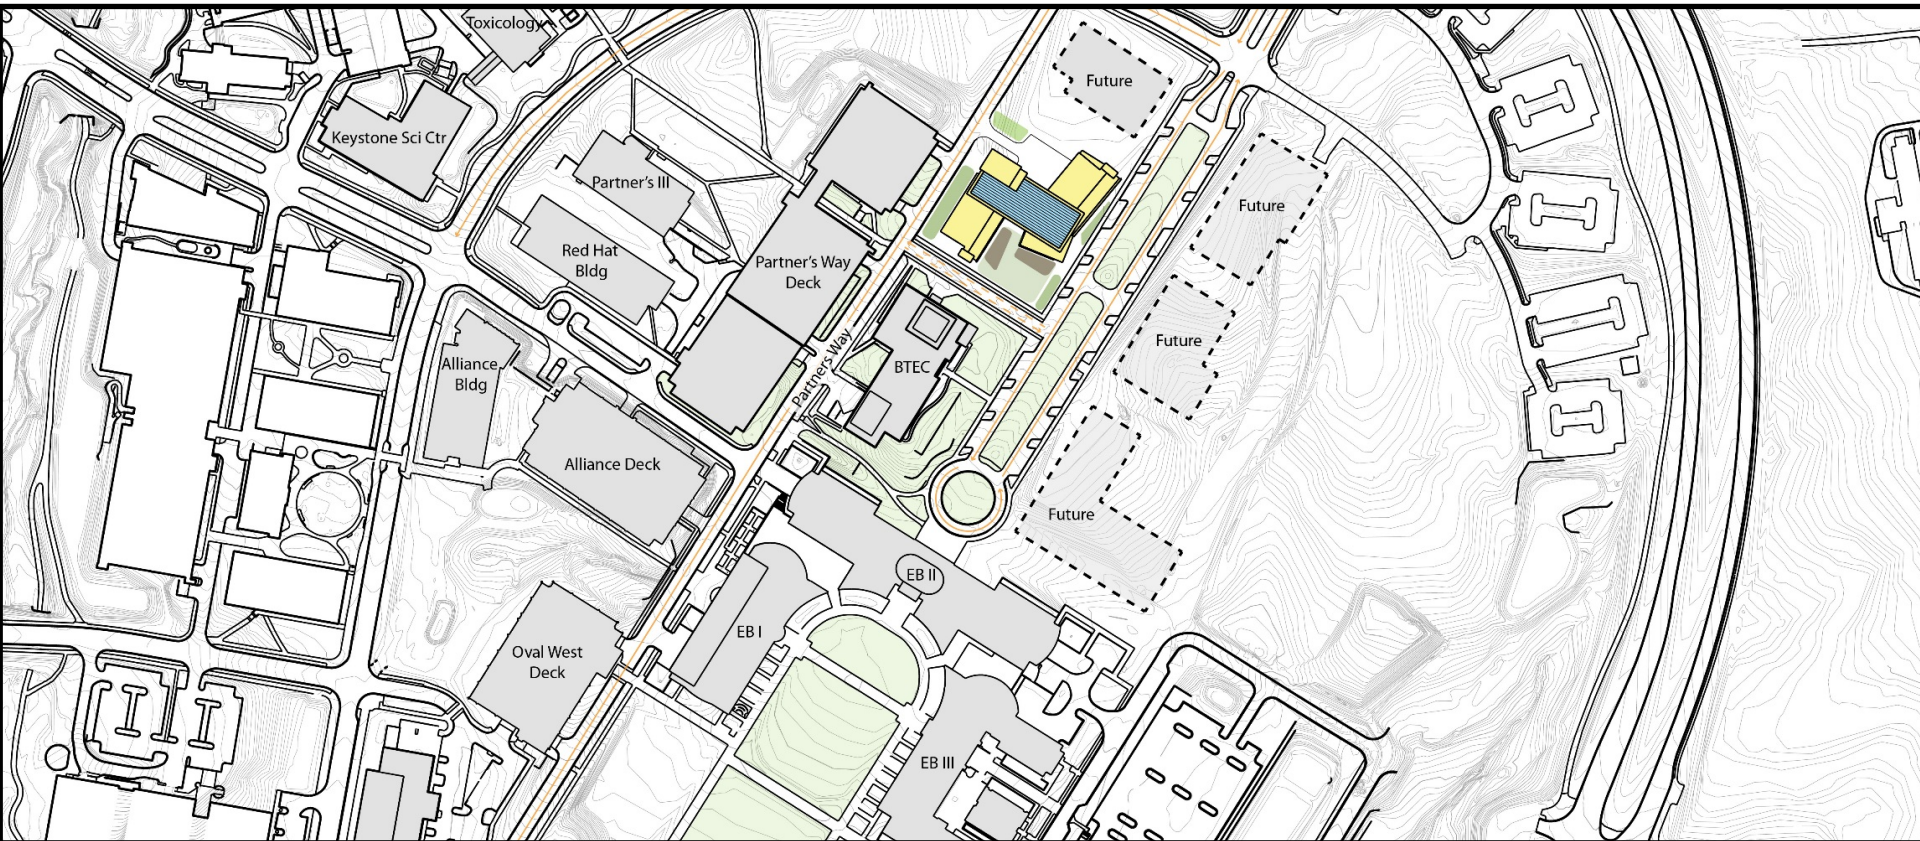 Toxicology
Future
Keystone Sci Ctr
Partner's III
Future
Red Hat
Bldg
Partner's Way
Deck
Future
Partners Way
BTEC
Alliance
Bldg
Alliance Deck
Future
EB II
EB I
Oval West
Deck
EB III